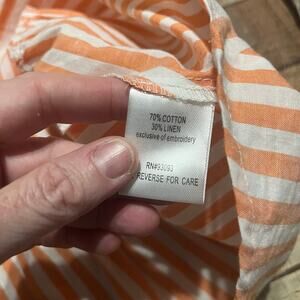 70% COTTON
30% LINEN
exclusive of embroidery
RN#93093
REVERSE FOR CARE